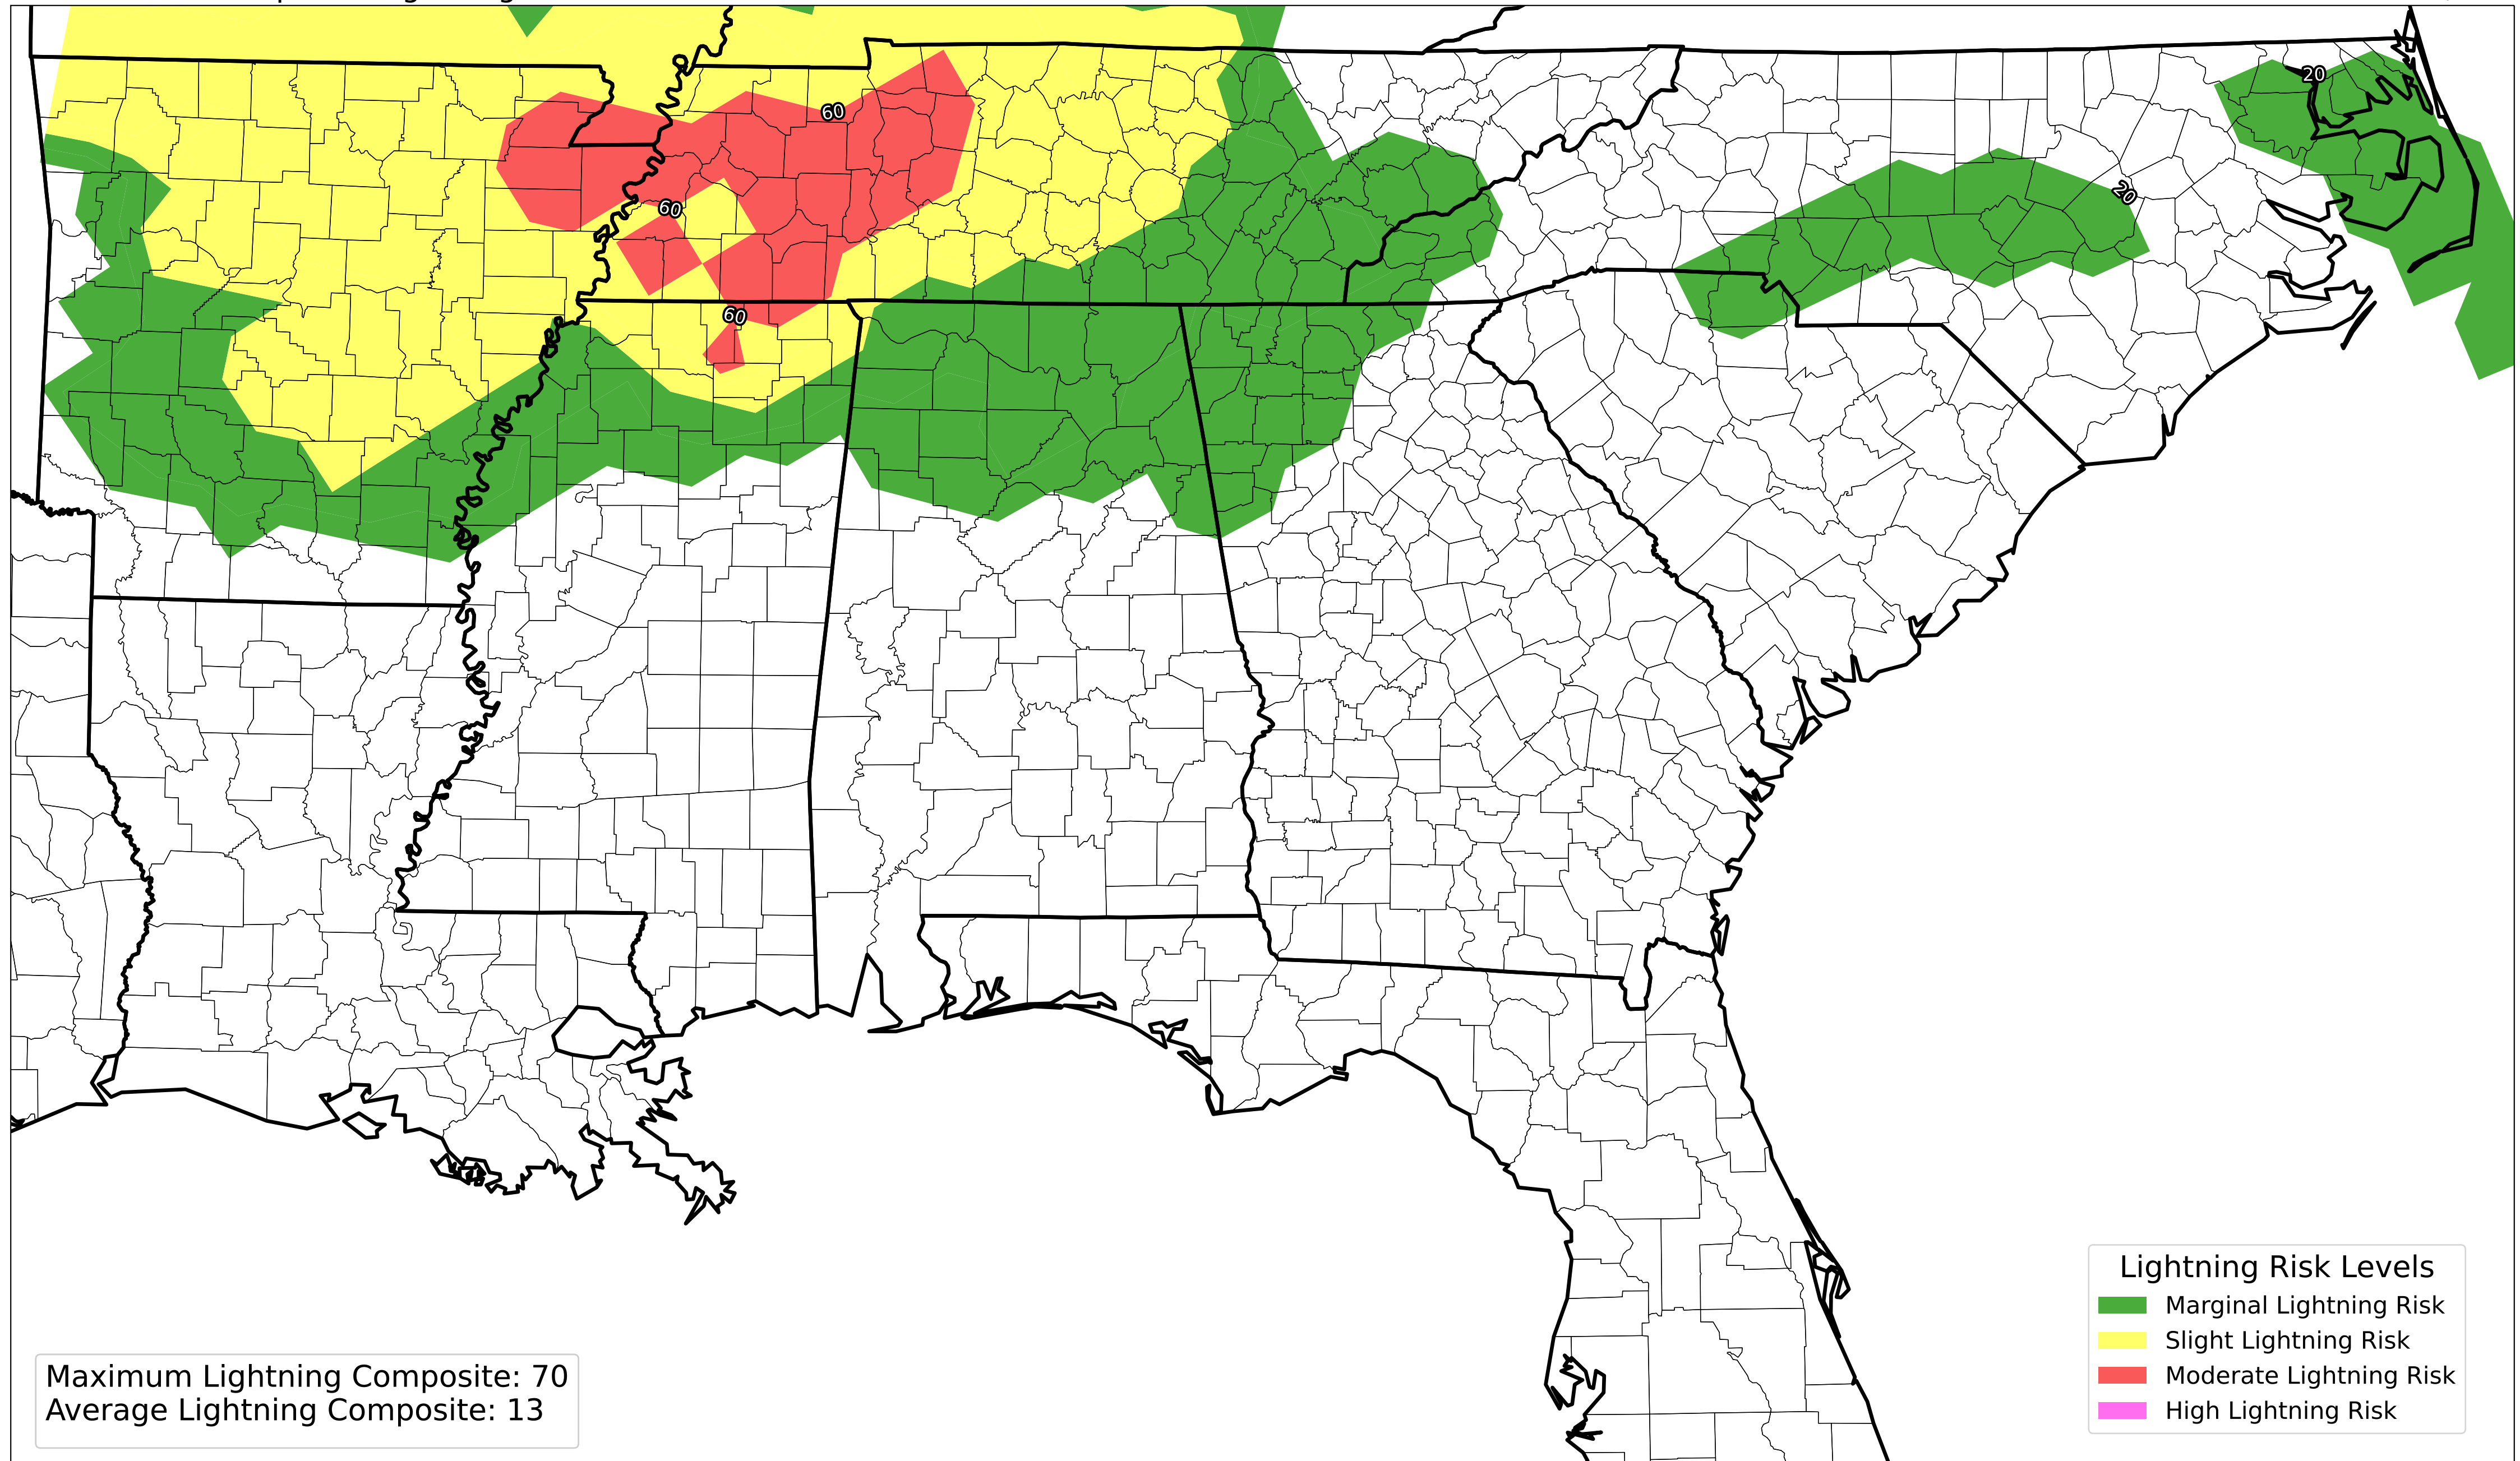 60
20
20
60
60
Lightning Risk Levels
Marginal Lightning Risk
Slight Lightning Risk
Moderate Lightning Risk
High Lightning Risk
Maximum Lightning Composite: 70
Average Lightning Composite: 13